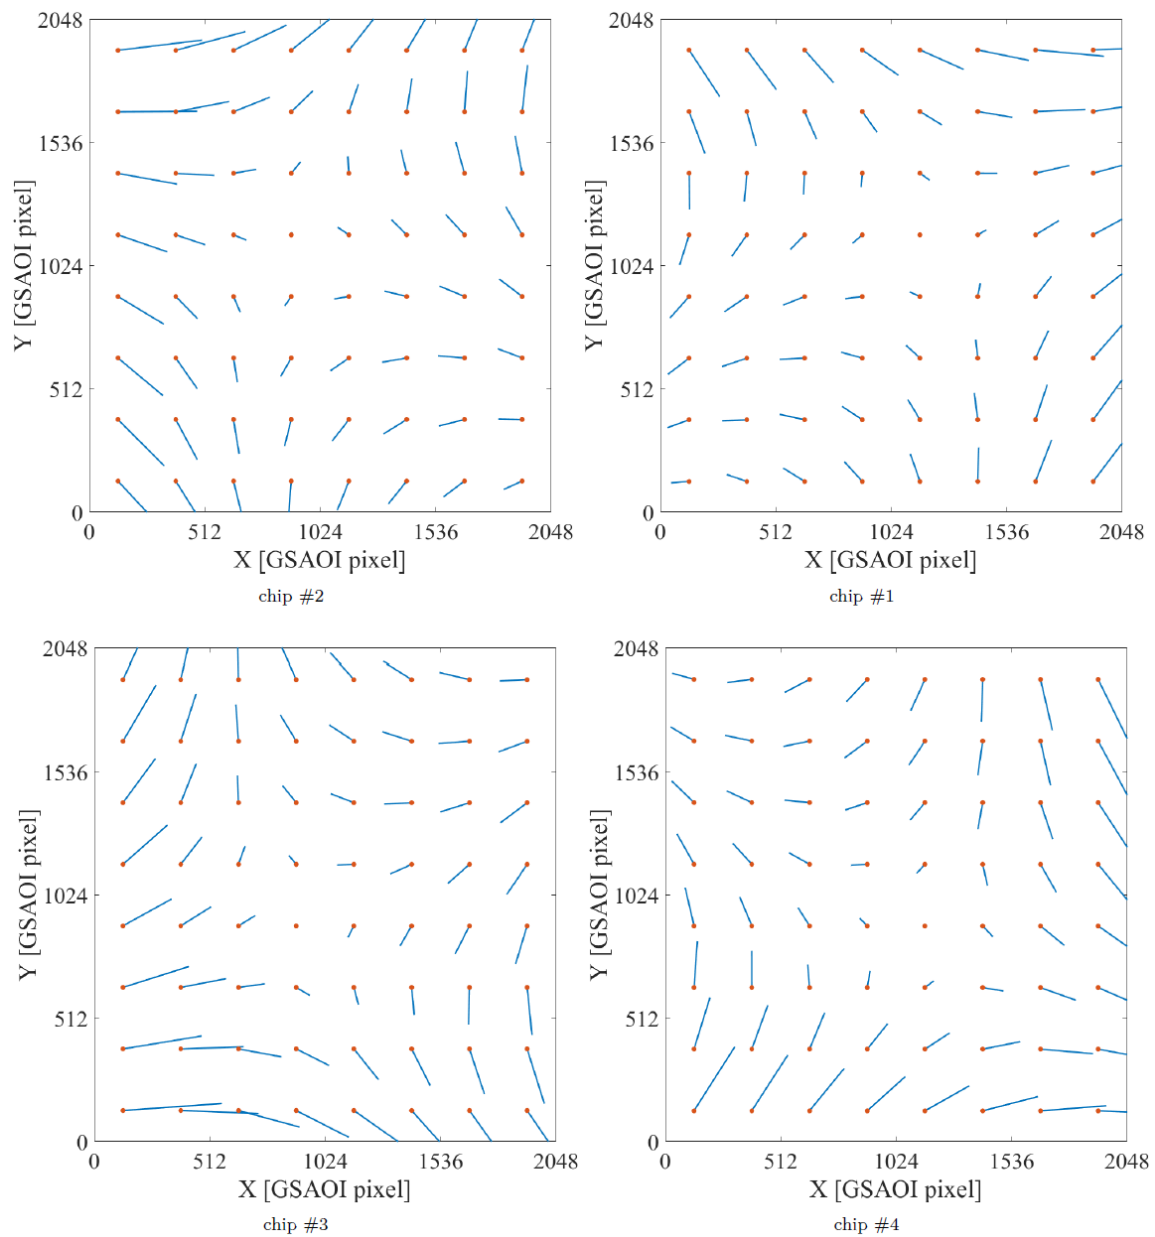 2048
1536
1024
512
0
Y [GSAOI pixel]
0 512 1024 1536 2048
X [GSAOI pixel]
chip #2
2048
1536
1024
512
0
Y [GSAOI pixel]
0 512 1024 1536 2048
X [GSAOI pixel]
chip #1
2048
1536
1024
512
0
Y [GSAOI pixel]
0 512 1024 1536 2048
X [GSAOI pixel]
chip #3
2048
1536
1024
512
0
Y [GSAOI pixel]
0 512 1024 1536 2048
X [GSAOI pixel]
chip #4